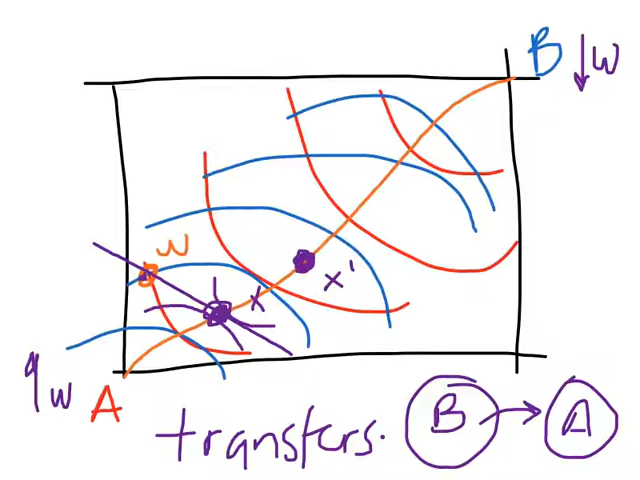 B ↓W
W
X
X'
↑W A
transfers. B → A